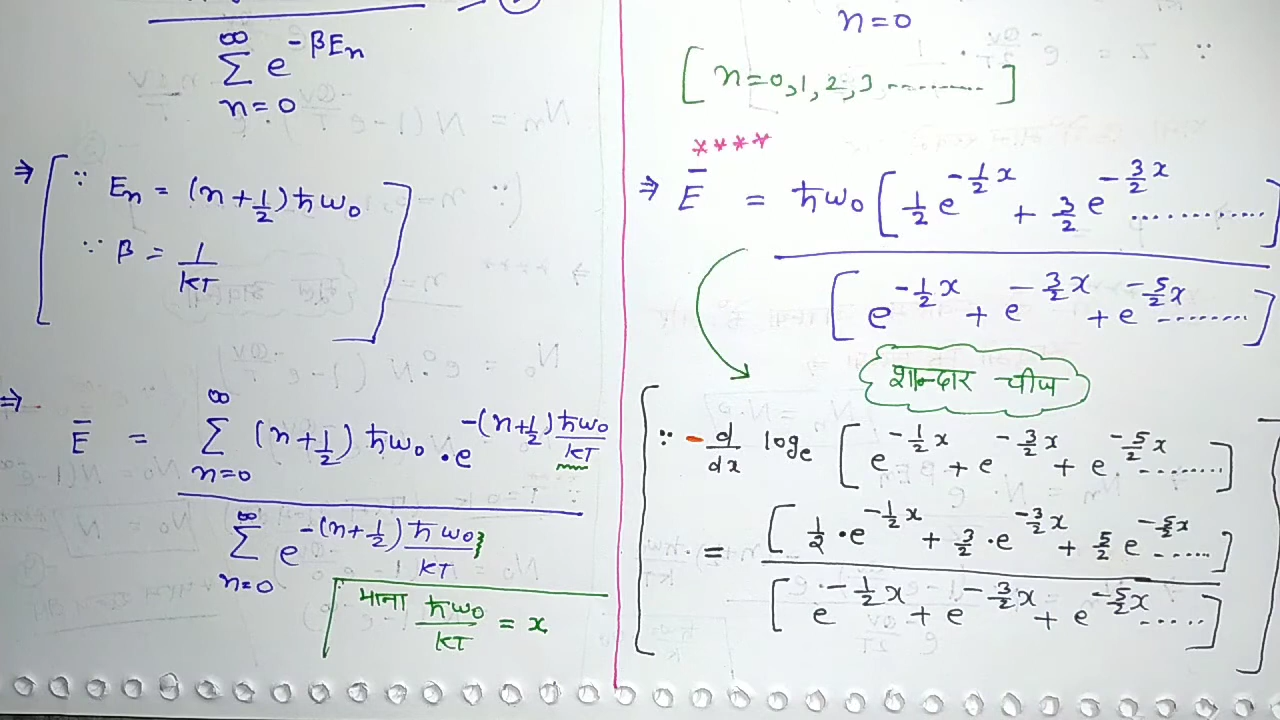 ∞
Σ e^{-βE_n}
n=0
⇒ [ ∵ E_n = (n+1/2) ℏω₀
∵ β = 1/KT ]
⇒ Ē = ∞ Σ n=0 (n+1/2) ℏω₀ · e^{-(n+1/2) ℏω₀/KT}
∞ Σ n=0 e^{-(n+1/2) ℏω₀/KT}
माना ℏω₀/KT = x
n=0
[ n=0,1,2,3 ......... ]
****
⇒ Ē = ℏω₀ [ 1/2 e^{-1/2 x} + 3/2 e^{-3/2 x} ............ ]
[ e^{-1/2 x} + e^{-3/2 x} + e^{-5/2 x} ........ ]
शान्दार चीज
[ ∵ - d/dx log_e [ e^{-1/2 x} + e^{-3/2 x} + e^{-5/2 x} ........ ]
= [ 1/2 · e^{-1/2 x} + 3/2 · e^{-3/2 x} + 5/2 e^{-5/2 x} ...... ]
[ e^{-1/2 x} + e^{-3/2 x} + e^{-5/2 x} ..... ] ]